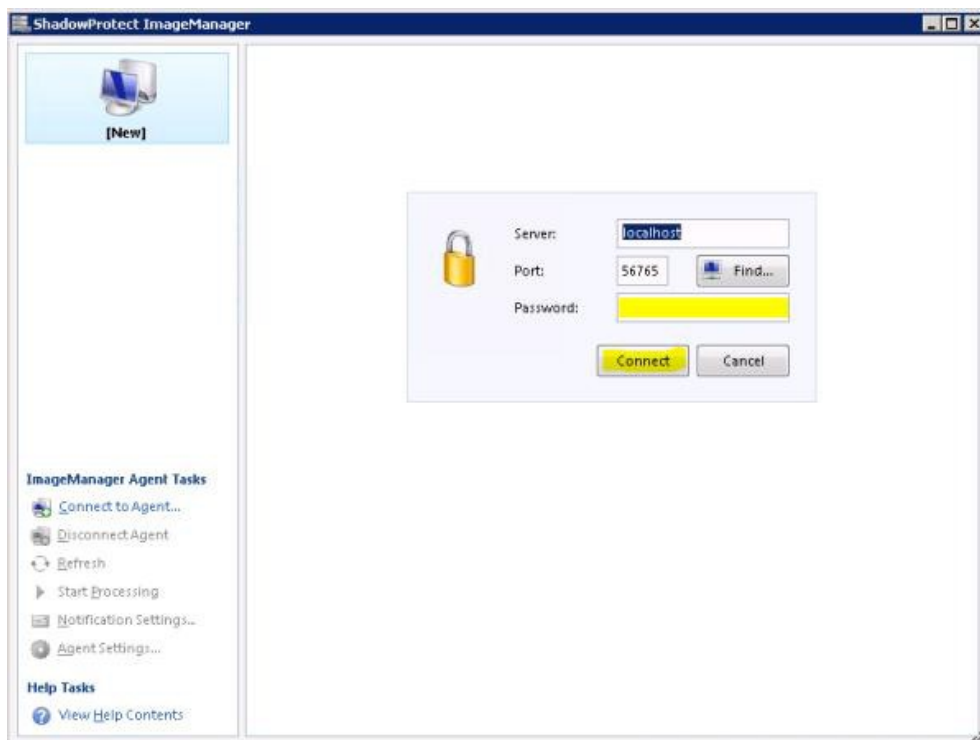 ShadowProtect ImageManager
[New]
Server:
localhost
Port:
56765
Find...
Password:
Connect
Cancel
ImageManager Agent Tasks
Connect to Agent...
Disconnect Agent
Refresh
Start Processing
Notification Settings...
Agent Settings...
Help Tasks
View Help Contents